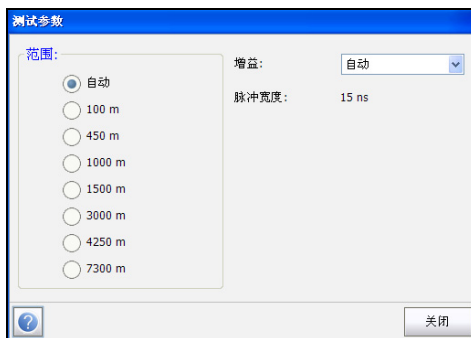 测试参数
范围:
自动
100 m
450 m
1000 m
1500 m
3000 m
4250 m
7300 m
增益: 自动
脉冲宽度: 15 ns
?
关闭